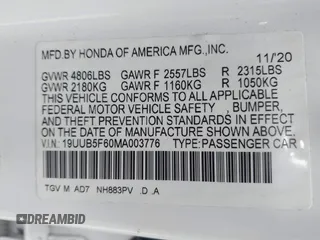 MFD.BY HONDA OF AMERICA MFG.,INC.
11/20
GVWR 4806LBS GAWR F 2557LBS R 2315LBS
GVWR 2180KG GAWR F 1160KG R 1050KG
THIS VEHICLE CONFORMS TO ALL APPLICABLE
FEDERAL MOTOR VEHICLE SAFETY , BUMPER,
AND THEFT PREVENTION STANDARDS IN EFFECT
ON THE DATE OF MANUFACTURE SHOWN ABOVE.
V.I.N: 19UUB5F60MA003776 TYPE:PASSENGER CAR
TGV M AD7 NH883PV .D .A
DREAMBID